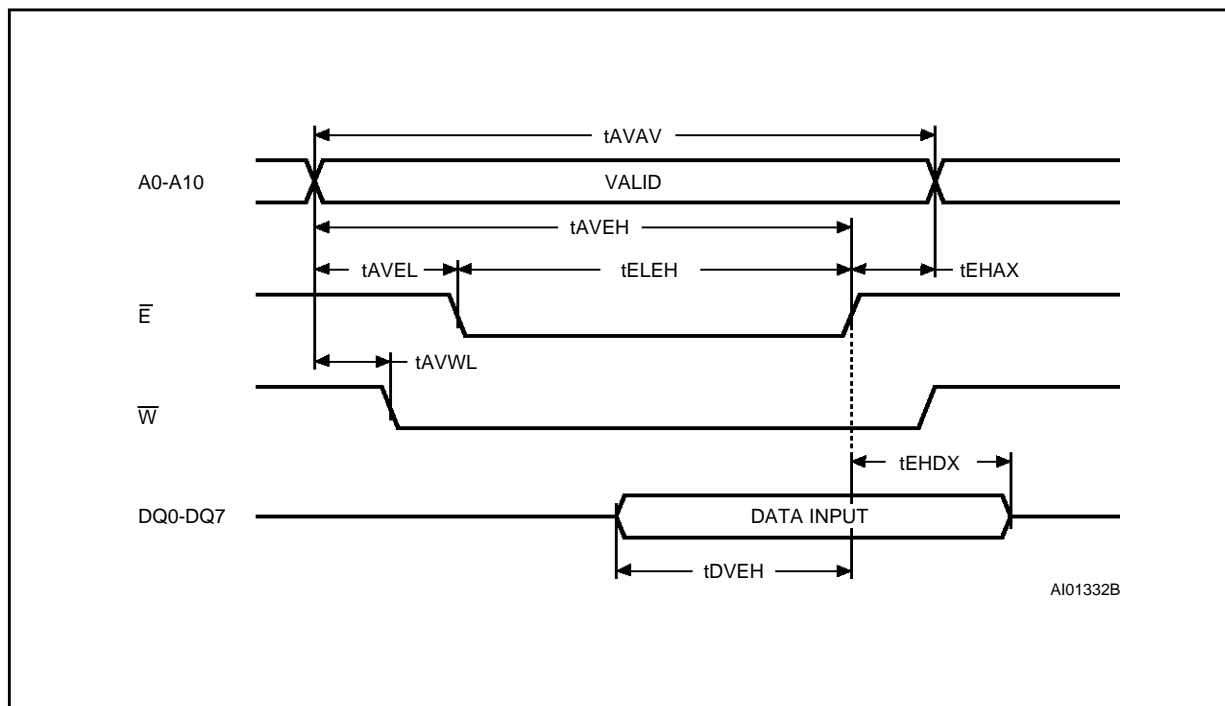 tAVAV
A0-A10
VALID
tAVEH
tAVEL
tELEH
tEHAX
E̅
tAVWL
W̅
tEHDX
DQ0-DQ7
DATA INPUT
tDVEH
AI01332B